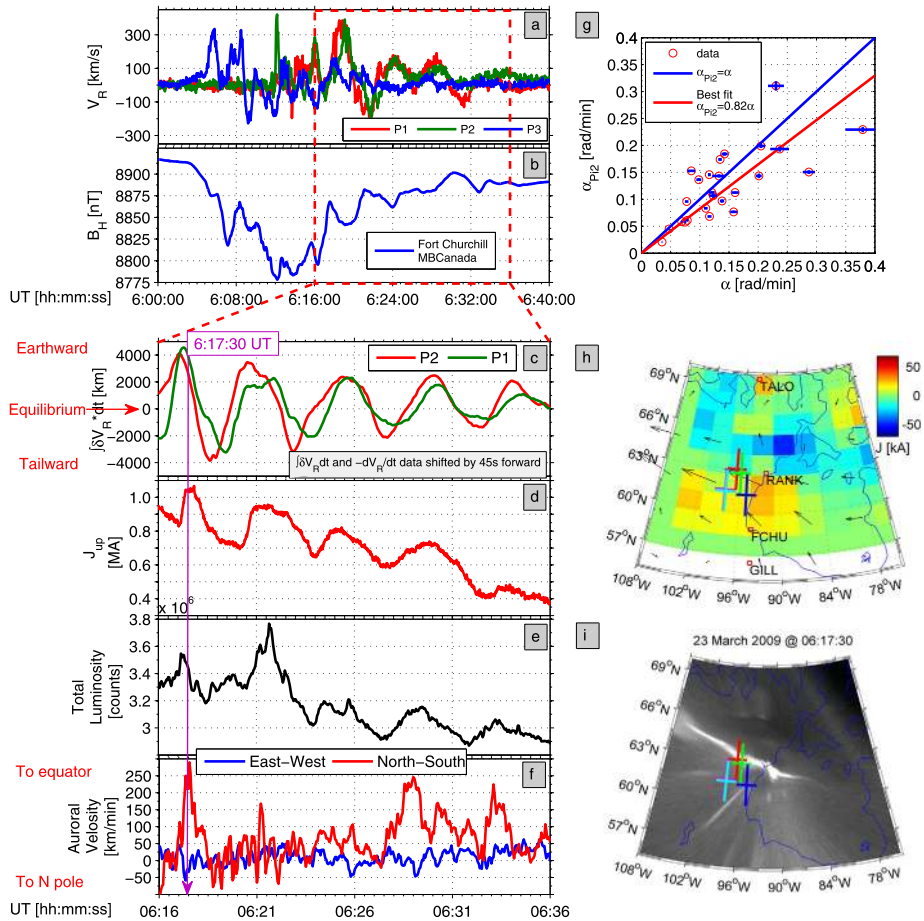 a
300
100
−100
−300
V_R [km/s]
P1 P2 P3
b
8900
8875
8850
8825
8800
8775
B_H [nT]
Fort Churchill
MBCanada
UT [hh:mm:ss]
6:00:00 6:08:00 6:16:00 6:24:00 6:32:00 6:40:00
6:17:30 UT
Earthward
Equilibrium
Tailward
c
4000
2000
0
−2000
−4000
∫δV_R*dt [km]
P2 P1
∫δV_Rdt and −dV_R/dt data shifted by 45s forward
d
1.0
0.8
0.6
0.4
J_up
[MA]
x 10^6
e
3.8
3.6
3.4
3.2
3
Total
Luminosity
[counts]
To equator
To N pole
f
East−West North−South
250
200
150
100
50
0
−50
Auroral
Velosity
[km/min]
UT [hh:mm:ss]
06:16 06:21 06:26 06:31 06:36
g
data
α_Pi2=α
Best fit
α_Pi2=0.82α
0.4
0.35
0.3
0.25
0.2
0.15
0.1
0.05
0
α_Pi2 [rad/min]
0 0.05 0.1 0.15 0.2 0.25 0.3 0.35 0.4
α [rad/min]
h
69°N
66°N
63°N
60°N
57°N
108°W 102°W 96°W 90°W 84°W 78°W
TALO
RANK
FCHU
GILL
50
0
−50
J [kA]
i
23 March 2009 @ 06:17:30
69°N
66°N
63°N
60°N
57°N
108°W 102°W 96°W 90°W 84°W 78°W